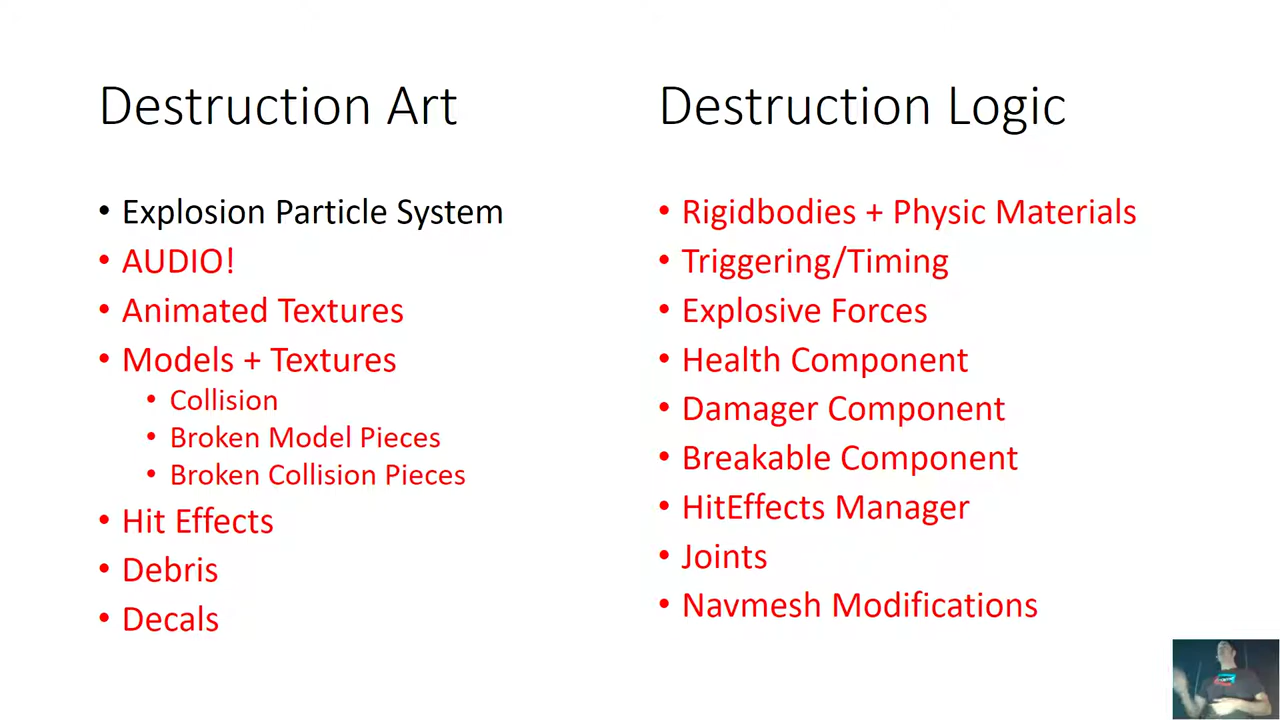 Destruction Art
• Explosion Particle System
• AUDIO!
• Animated Textures
• Models + Textures
• Collision
• Broken Model Pieces
• Broken Collision Pieces
• Hit Effects
• Debris
• Decals
Destruction Logic
• Rigidbodies + Physic Materials
• Triggering/Timing
• Explosive Forces
• Health Component
• Damager Component
• Breakable Component
• HitEffects Manager
• Joints
• Navmesh Modifications